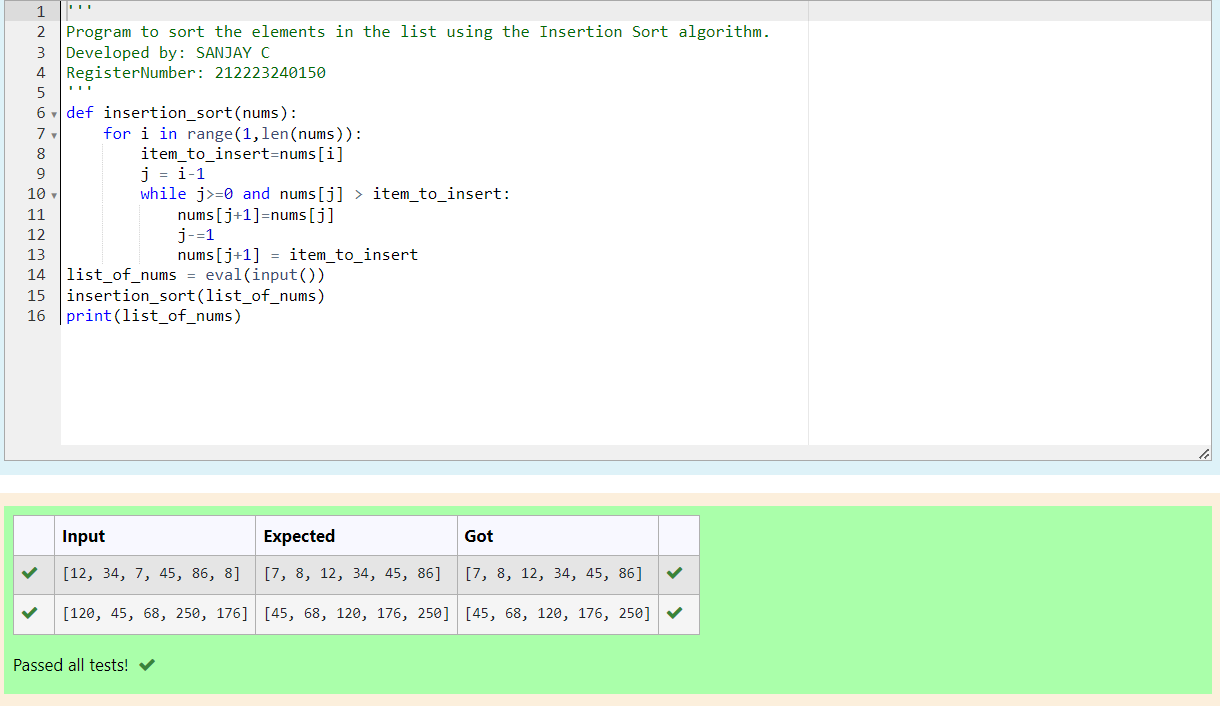 1 '''
2 Program to sort the elements in the list using the Insertion Sort algorithm.
3 Developed by: SANJAY C
4 RegisterNumber: 212223240150
5 '''
6 def insertion_sort(nums):
7     for i in range(1,len(nums)):
8         item_to_insert=nums[i]
9         j = i-1
10         while j>=0 and nums[j] > item_to_insert:
11             nums[j+1]=nums[j]
12             j-=1
13             nums[j+1] = item_to_insert
14 list_of_nums = eval(input())
15 insertion_sort(list_of_nums)
16 print(list_of_nums)
Input Expected Got
[12, 34, 7, 45, 86, 8] [7, 8, 12, 34, 45, 86] [7, 8, 12, 34, 45, 86]
[120, 45, 68, 250, 176] [45, 68, 120, 176, 250] [45, 68, 120, 176, 250]
Passed all tests!